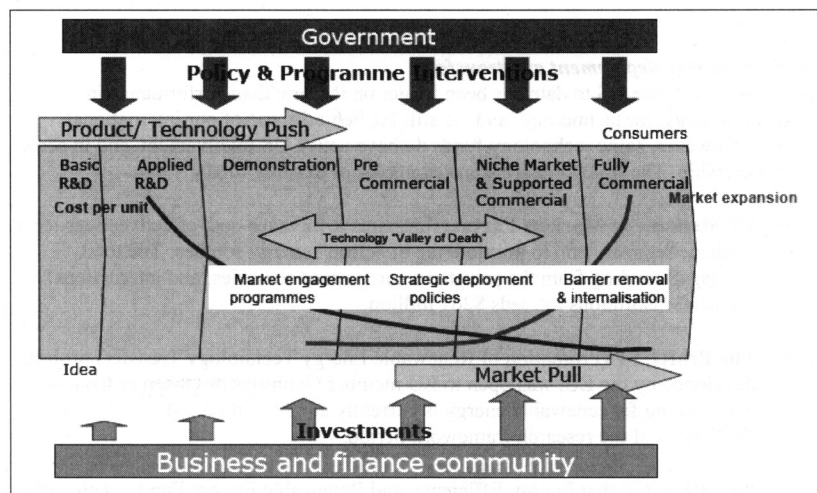 Government
Policy & Programme Interventions
Product/ Technology Push
Consumers
Basic R&D
Applied R&D
Demonstration
Pre Commercial
Niche Market & Supported Commercial
Fully Commercial
Market expansion
Cost per unit
Technology "Valley of Death"
Market engagement programmes
Strategic deployment policies
Barrier removal & internalisation
Idea
Market Pull
Investments
Business and finance community